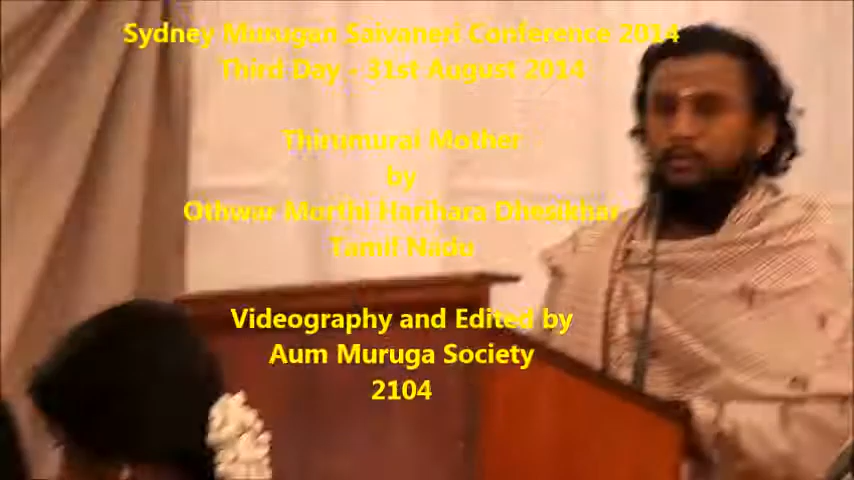 Sydney Murugan Saivaneri Conference 2014
Third Day - 31st August 2014
Thirumurai Mother
by
Othwar Morthi Harihara Dhesikhar
Tamil Nadu
Videography and Edited by
Aum Muruga Society
2104